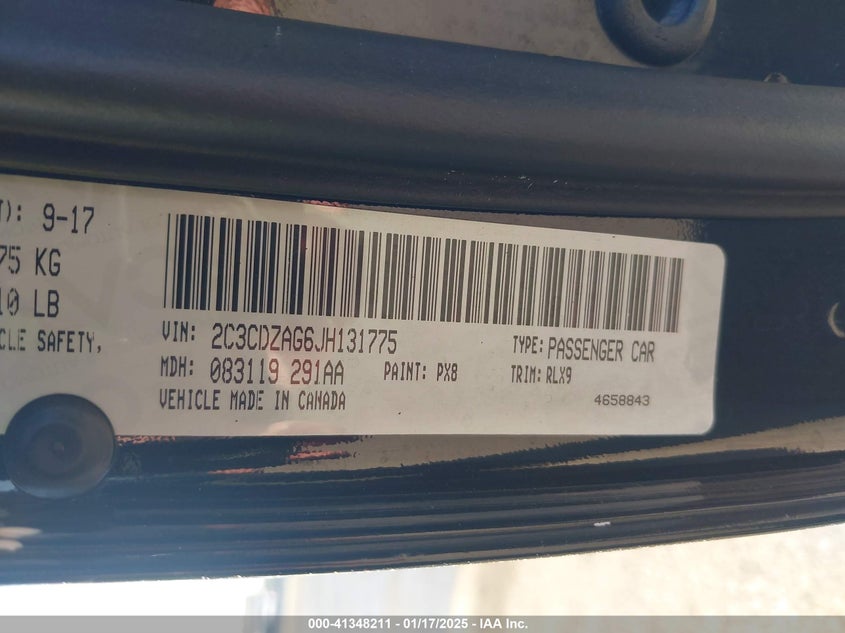 T): 9-17
75 KG
10 LB
CLE SAFETY,
VIN: 2C3CDZAG6JH131775
TYPE: PASSENGER CAR
MDH: 083119 291AA
PAINT: PX8
TRIM: RLX9
VEHICLE MADE IN CANADA
4658843
000-41348211 - 01/17/2025 - IAA Inc.